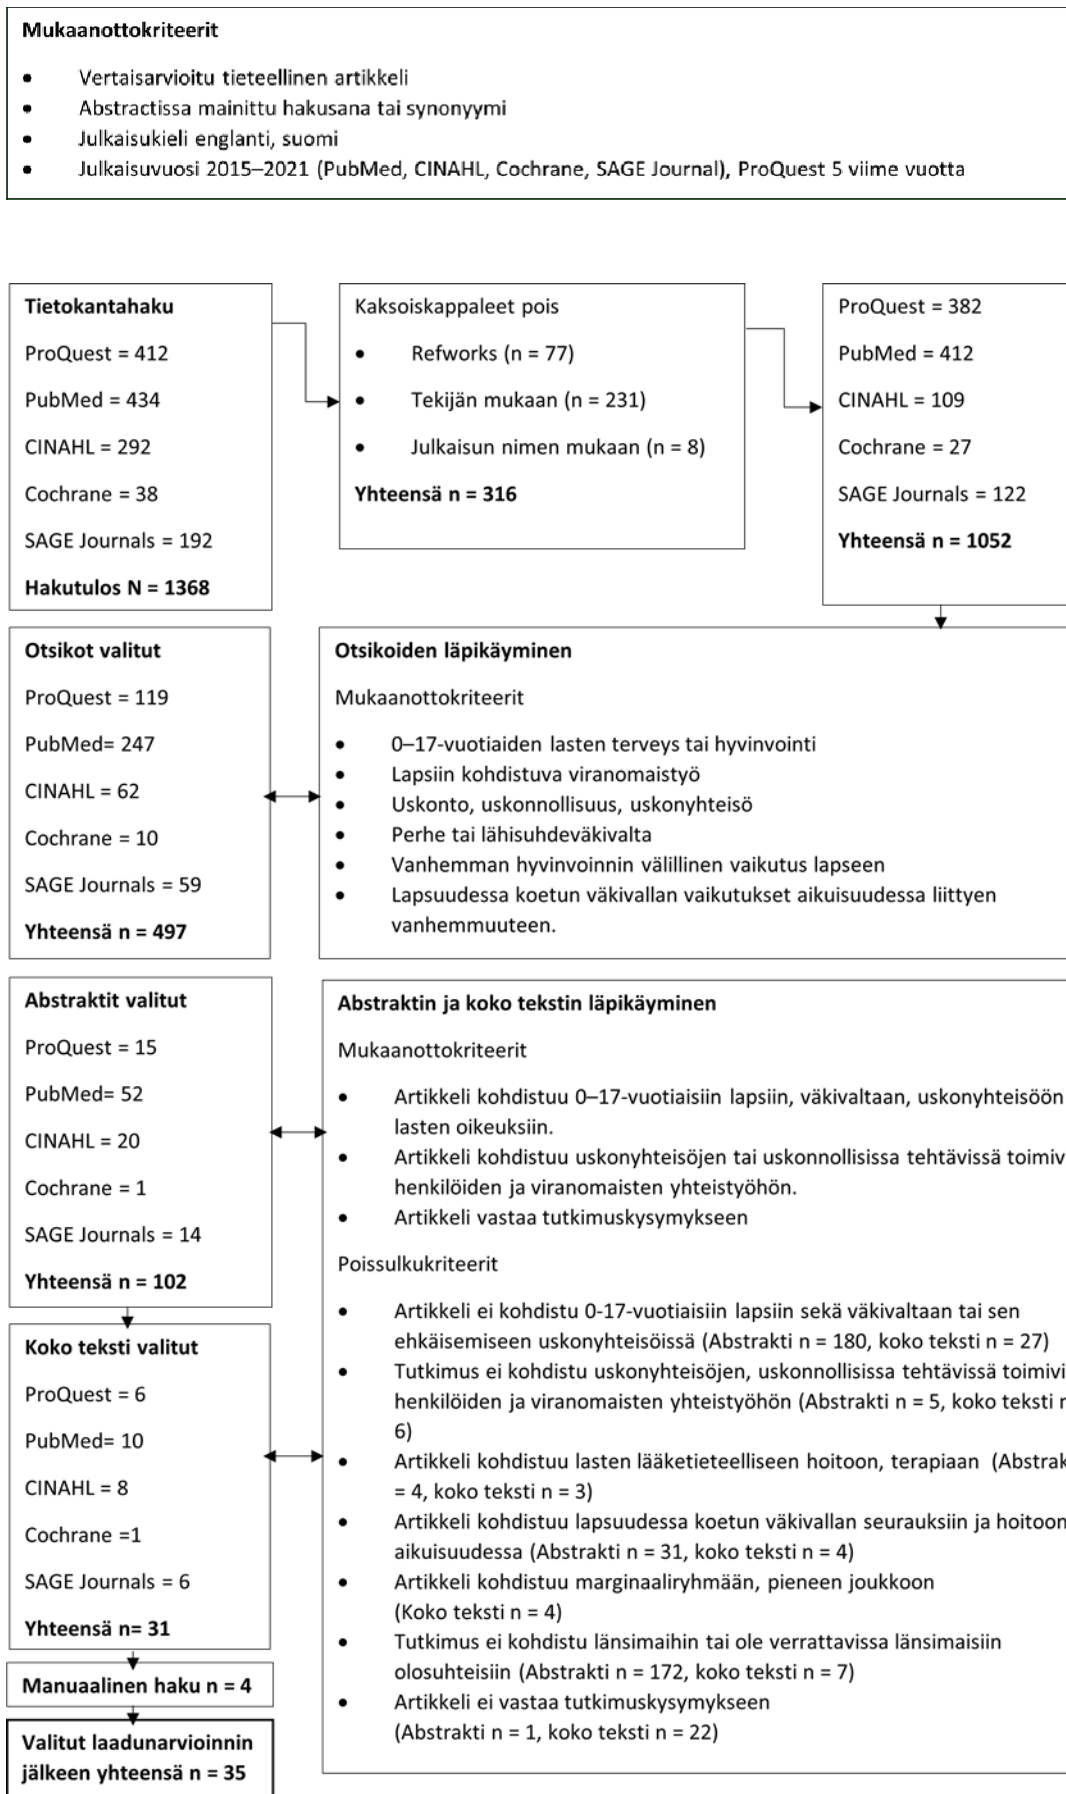 Mukaanottokriteerit
• Vertaisarvioitu tieteellinen artikkeli
• Abstractissa mainittu hakusana tai synonyymi
• Julkaisukieli englanti, suomi
• Julkaisuvuosi 2015–2021 (PubMed, CINAHL, Cochrane, SAGE Journal), ProQuest 5 viime vuotta
Tietokantahaku
ProQuest = 412
PubMed = 434
CINAHL = 292
Cochrane = 38
SAGE Journals = 192
Hakutulos N = 1368
Kaksoiskappaleet pois
• Refworks (n = 77)
• Tekijän mukaan (n = 231)
• Julkaisun nimen mukaan (n = 8)
Yhteensä n = 316
ProQuest = 382
PubMed = 412
CINAHL = 109
Cochrane = 27
SAGE Journals = 122
Yhteensä n = 1052
Otsikot valitut
ProQuest = 119
PubMed= 247
CINAHL = 62
Cochrane = 10
SAGE Journals = 59
Yhteensä n = 497
Otsikoiden läpikäyminen
Mukaanottokriteerit
• 0–17-vuotiaiden lasten terveys tai hyvinvointi
• Lapsiin kohdistuva viranomaistyö
• Uskonto, uskonnollisuus, uskonyhteisö
• Perhe tai lähisuhdeväkivalta
• Vanhemman hyvinvoinnin välillinen vaikutus lapseen
• Lapsuudessa koetun väkivallan vaikutukset aikuisuudessa liittyen
vanhemmuuteen.
Abstraktit valitut
ProQuest = 15
PubMed= 52
CINAHL = 20
Cochrane = 1
SAGE Journals = 14
Yhteensä n = 102
Koko teksti valitut
ProQuest = 6
PubMed= 10
CINAHL = 8
Cochrane =1
SAGE Journals = 6
Yhteensä n= 31
Manuaalinen haku n = 4
Valitut laadunarvioinnin
jälkeen yhteensä n = 35
Abstraktin ja koko tekstin läpikäyminen
Mukaanottokriteerit
• Artikkeli kohdistuu 0–17-vuotiaisiin lapsiin, väkivaltaan, uskonyhteisöön
lasten oikeuksiin.
• Artikkeli kohdistuu uskonyhteisöjen tai uskonnollisissa tehtävissä toimiv
henkilöiden ja viranomaisten yhteistyöhön.
• Artikkeli vastaa tutkimuskysymykseen
Poissulkukriteerit
• Artikkeli ei kohdistu 0-17-vuotiaisiin lapsiin sekä väkivaltaan tai sen
ehkäisemiseen uskonyhteisöissä (Abstrakti n = 180, koko teksti n = 27)
• Tutkimus ei kohdistu uskonyhteisöjen, uskonnollisissa tehtävissä toimivi
henkilöiden ja viranomaisten yhteistyöhön (Abstrakti n = 5, koko teksti n
6)
• Artikkeli kohdistuu lasten lääketieteelliseen hoitoon, terapiaan (Abstrak
= 4, koko teksti n = 3)
• Artikkeli kohdistuu lapsuudessa koetun väkivallan seurauksiin ja hoitoon
aikuisuudessa (Abstrakti n = 31, koko teksti n = 4)
• Artikkeli kohdistuu marginaaliryhmään, pieneen joukkoon
(Koko teksti n = 4)
• Tutkimus ei kohdistu länsimaihin tai ole verrattavissa länsimaisiin
olosuhteisiin (Abstrakti n = 172, koko teksti n = 7)
• Artikkeli ei vastaa tutkimuskysymykseen
(Abstrakti n = 1, koko teksti n = 22)